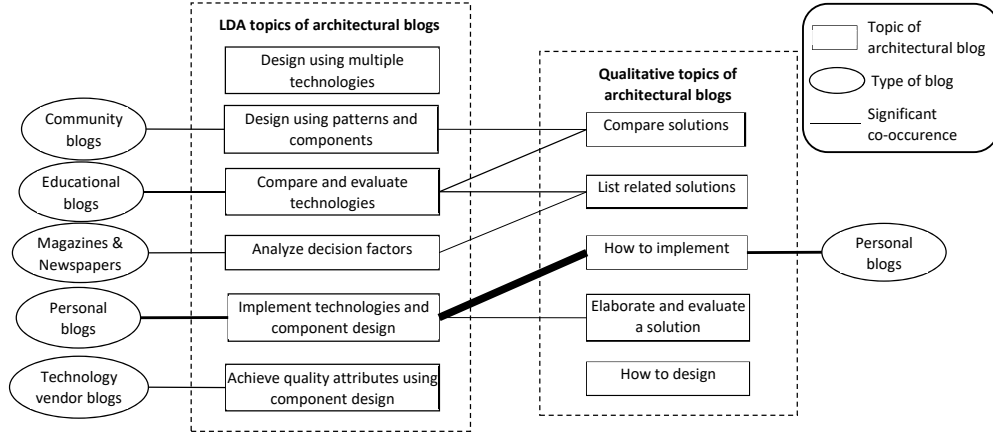 LDA topics of architectural blogs
Design using multiple
technologies
Design using patterns and
components
Compare and evaluate
technologies
Analyze decision factors
Implement technologies and
component design
Achieve quality attributes using
component design
Community
blogs
Educational
blogs
Magazines &
Newspapers
Personal
blogs
Technology
vendor blogs
Qualitative topics of
architectural blogs
Compare solutions
List related solutions
How to implement
Elaborate and evaluate
a solution
How to design
Personal
blogs
Topic of
architectural blog
Type of blog
Significant
co-occurence